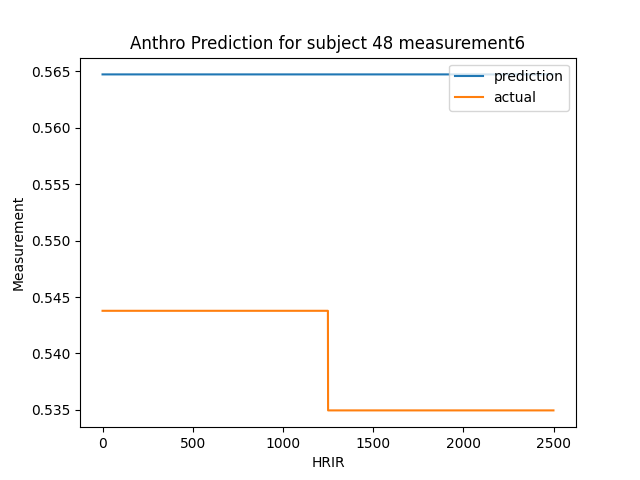 Anthro Prediction for subject 48 measurement6
0.565
0.560
0.555
0.550
0.545
0.540
0.535
Measurement
prediction
actual
0 500 1000 1500 2000 2500
HRIR